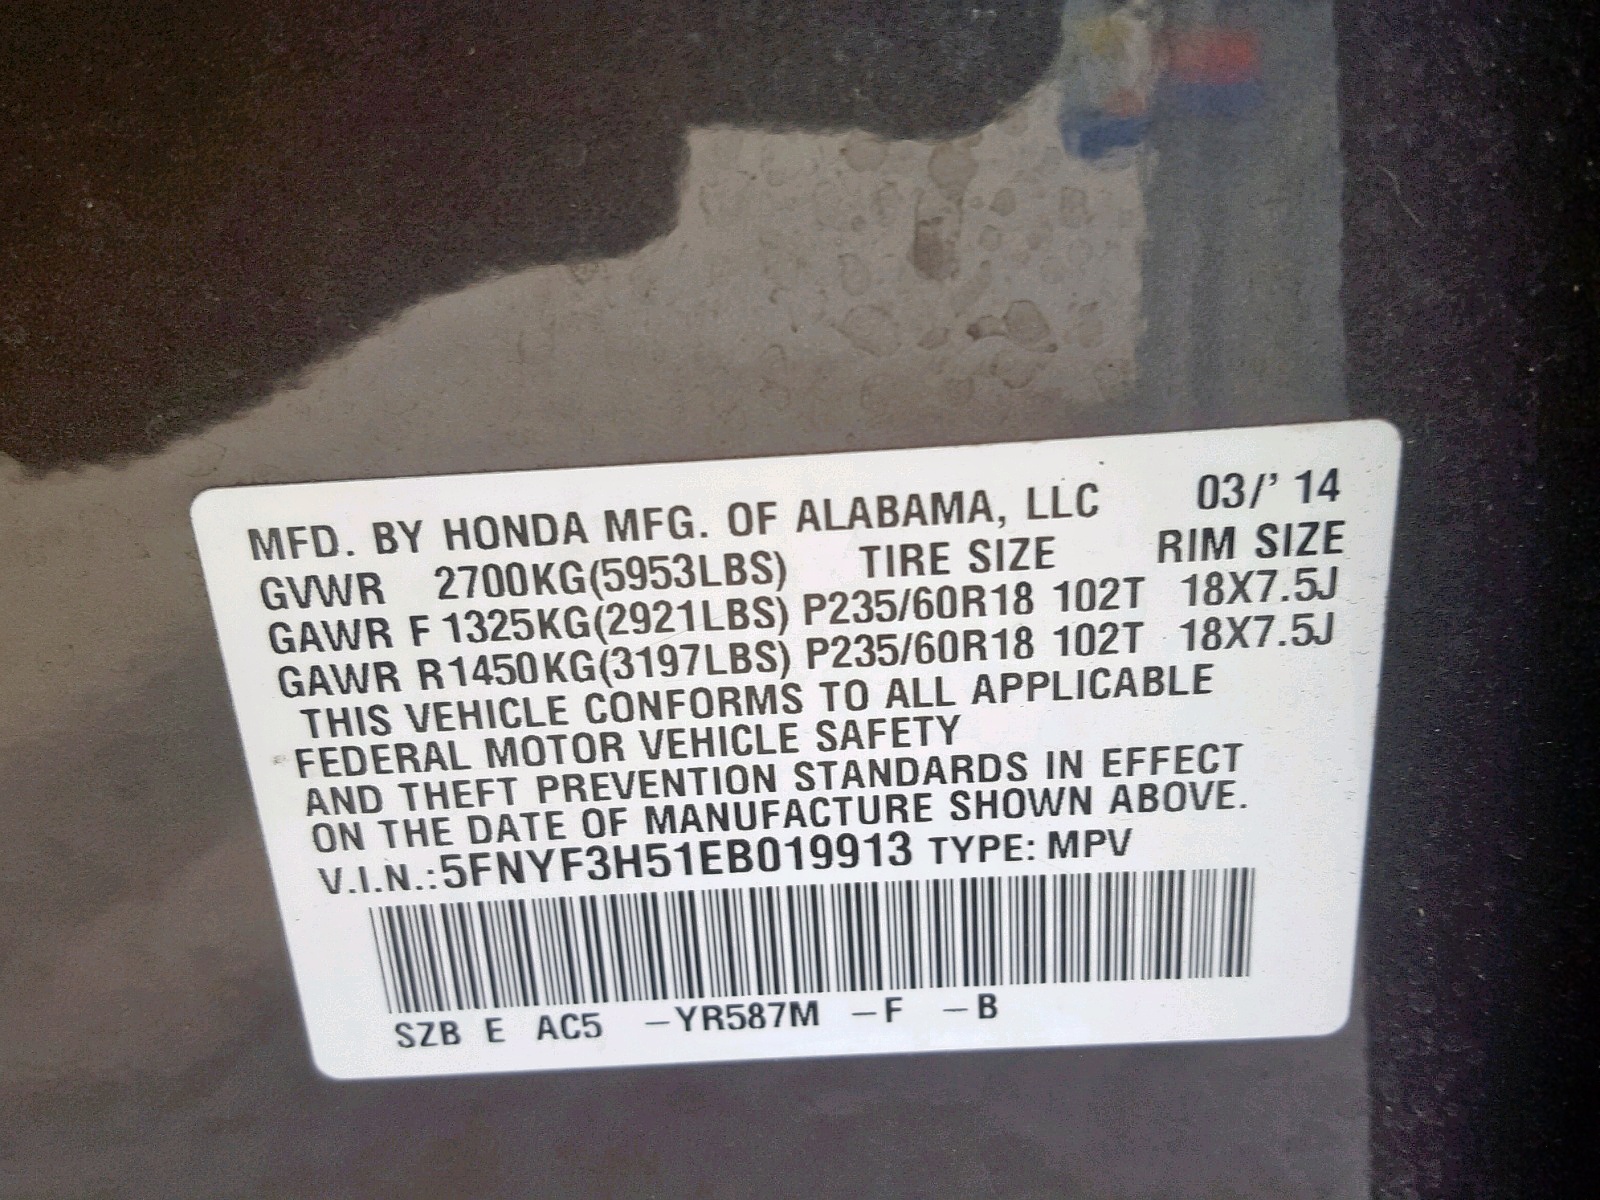 MFD. BY HONDA MFG. OF ALABAMA, LLC 03/' 14
GVWR 2700KG(5953LBS) TIRE SIZE RIM SIZE
GAWR F 1325KG(2921LBS) P235/60R18 102T 18X7.5J
GAWR R1450KG(3197LBS) P235/60R18 102T 18X7.5J
THIS VEHICLE CONFORMS TO ALL APPLICABLE
FEDERAL MOTOR VEHICLE SAFETY
AND THEFT PREVENTION STANDARDS IN EFFECT
ON THE DATE OF MANUFACTURE SHOWN ABOVE.
V.I.N.:5FNYF3H51EB019913 TYPE: MPV
SZB E AC5 –YR587M –F –B